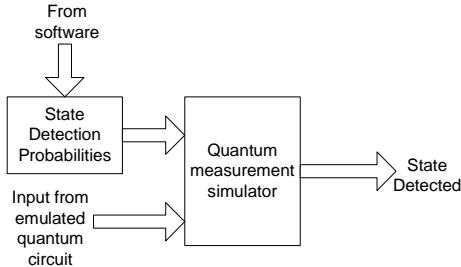 From
software
State
Detection
Probabilities
Quantum
measurement
simulator
State
Detected
Input from
emulated
quantum
circuit